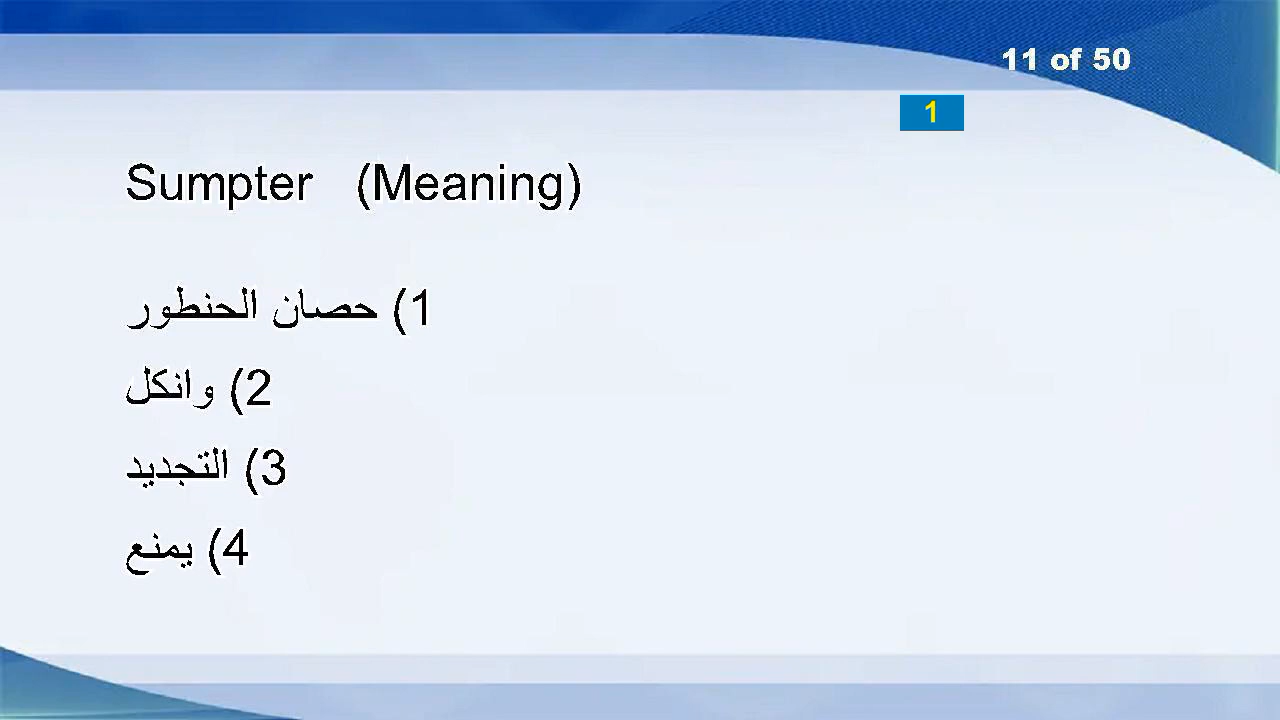 11 of 50
1
Sumpter (Meaning)
1) حصان الحنطور
2) وانكل
3) التجديد
4) يمنع